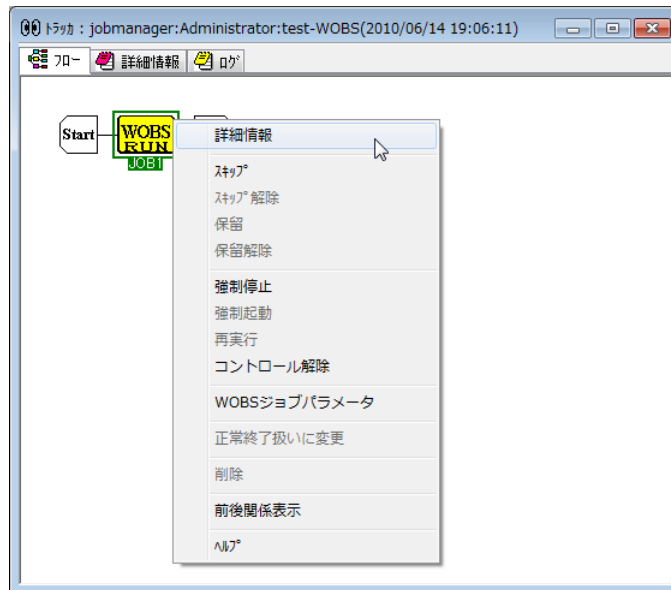 ﾄﾗｯｶ : jobmanager:Administrator:test-WOBS(2010/06/14 19:06:11)
ﾌﾛｰ 詳細情報 ﾛｸﾞ
Start WOBS RUN
JOB1
詳細情報
ｽｷｯﾌﾟ
ｽｷｯﾌﾟ解除
保留
保留解除
強制停止
強制起動
再実行
コントロール解除
WOBSジョブパラメータ
正常終了扱いに変更
削除
前後関係表示
ﾍﾙﾌﾟ